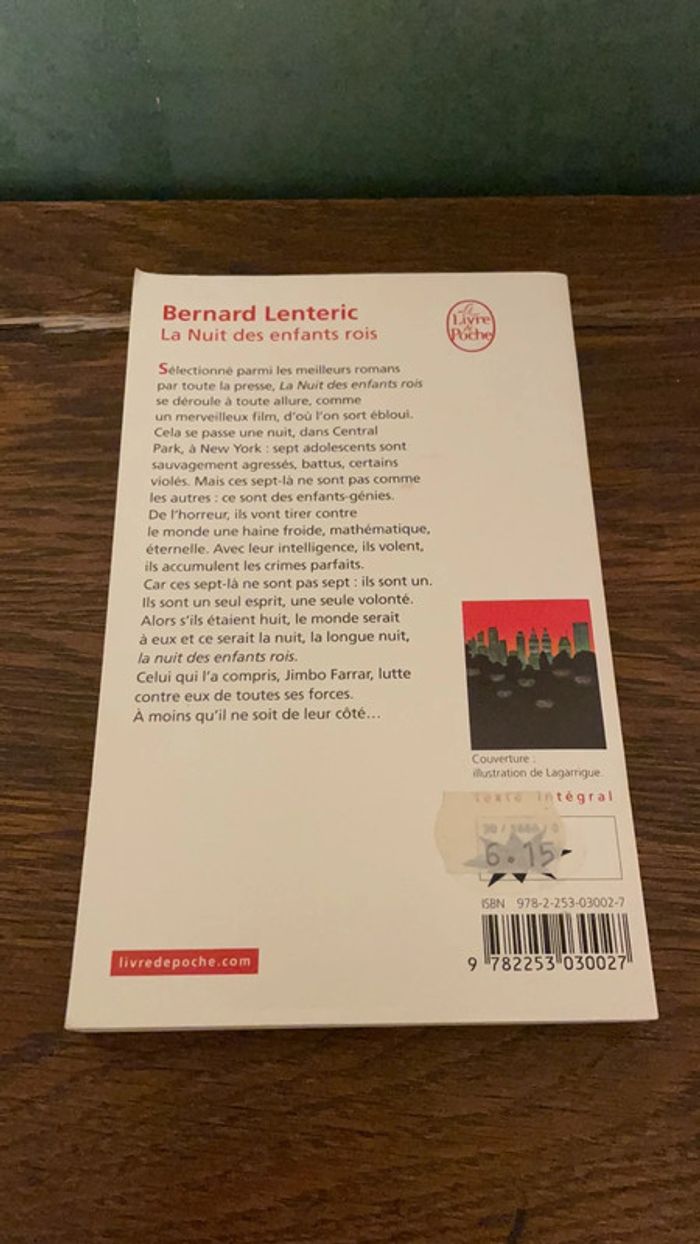 Bernard Lenteric
La Nuit des enfants rois
Le
Livre
de
Poche
Sélectionné parmi les meilleurs romans
par toute la presse, La Nuit des enfants rois
se déroule à toute allure, comme
un merveilleux film, d'où l'on sort ébloui.
Cela se passe une nuit, dans Central
Park, à New York : sept adolescents sont
sauvagement agressés, battus, certains
violés. Mais ces sept-là ne sont pas comme
les autres : ce sont des enfants-génies.
De l'horreur, ils vont tirer contre
le monde une haine froide, mathématique,
éternelle. Avec leur intelligence, ils volent,
ils accumulent les crimes parfaits.
Car ces sept-là ne sont pas sept : ils sont un.
Ils sont un seul esprit, une seule volonté.
Alors s'ils étaient huit, le monde serait
à eux et ce serait la nuit, la longue nuit,
la nuit des enfants rois.
Celui qui l'a compris, Jimbo Farrar, lutte
contre eux de toutes ses forces.
À moins qu'il ne soit de leur côté...
Couverture :
illustration de Lagarrigue.
texte intégral
6.15
ISBN 978-2-253-03002-7
9 782253 030027
livredepoche.com